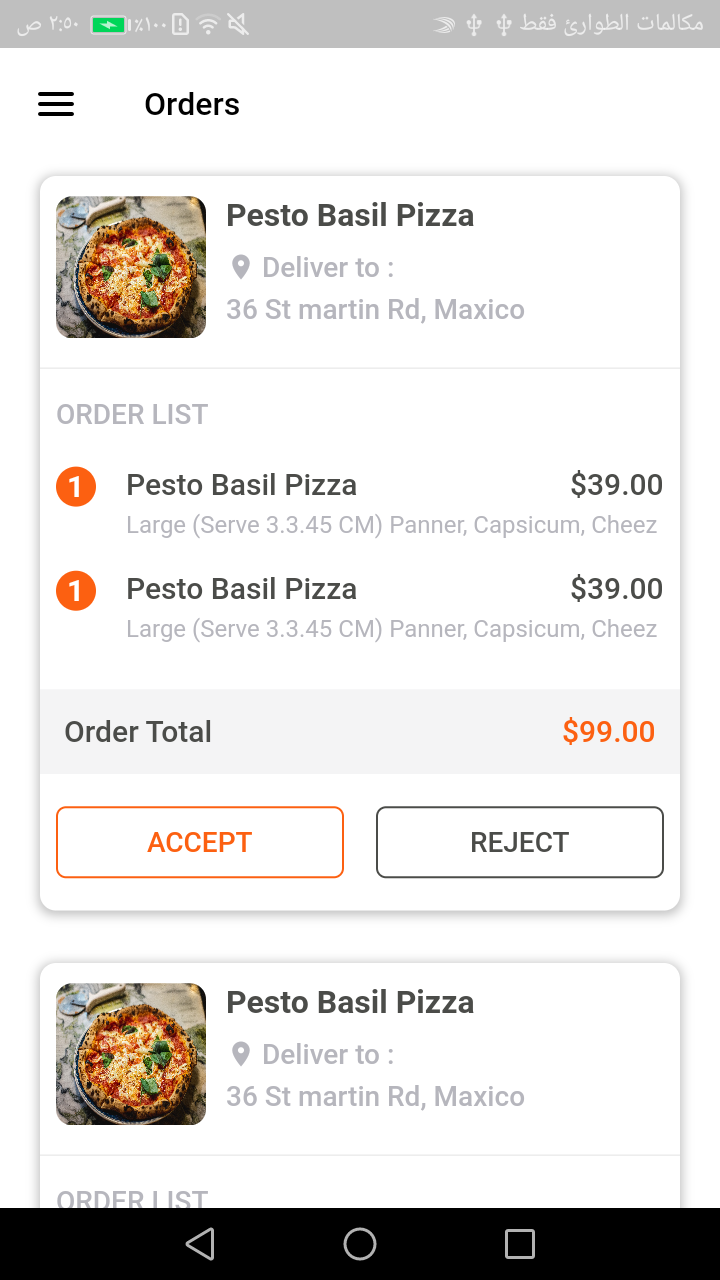 مكالمات الطوارئ فقط ٪١٠٠ ٢:٥٠ ص
Orders
Pesto Basil Pizza
Deliver to :
36 St martin Rd, Maxico
ORDER LIST
1 Pesto Basil Pizza $39.00
Large (Serve 3.3.45 CM) Panner, Capsicum, Cheez
1 Pesto Basil Pizza $39.00
Large (Serve 3.3.45 CM) Panner, Capsicum, Cheez
Order Total $99.00
ACCEPT REJECT
Pesto Basil Pizza
Deliver to :
36 St martin Rd, Maxico
ORDER LIST